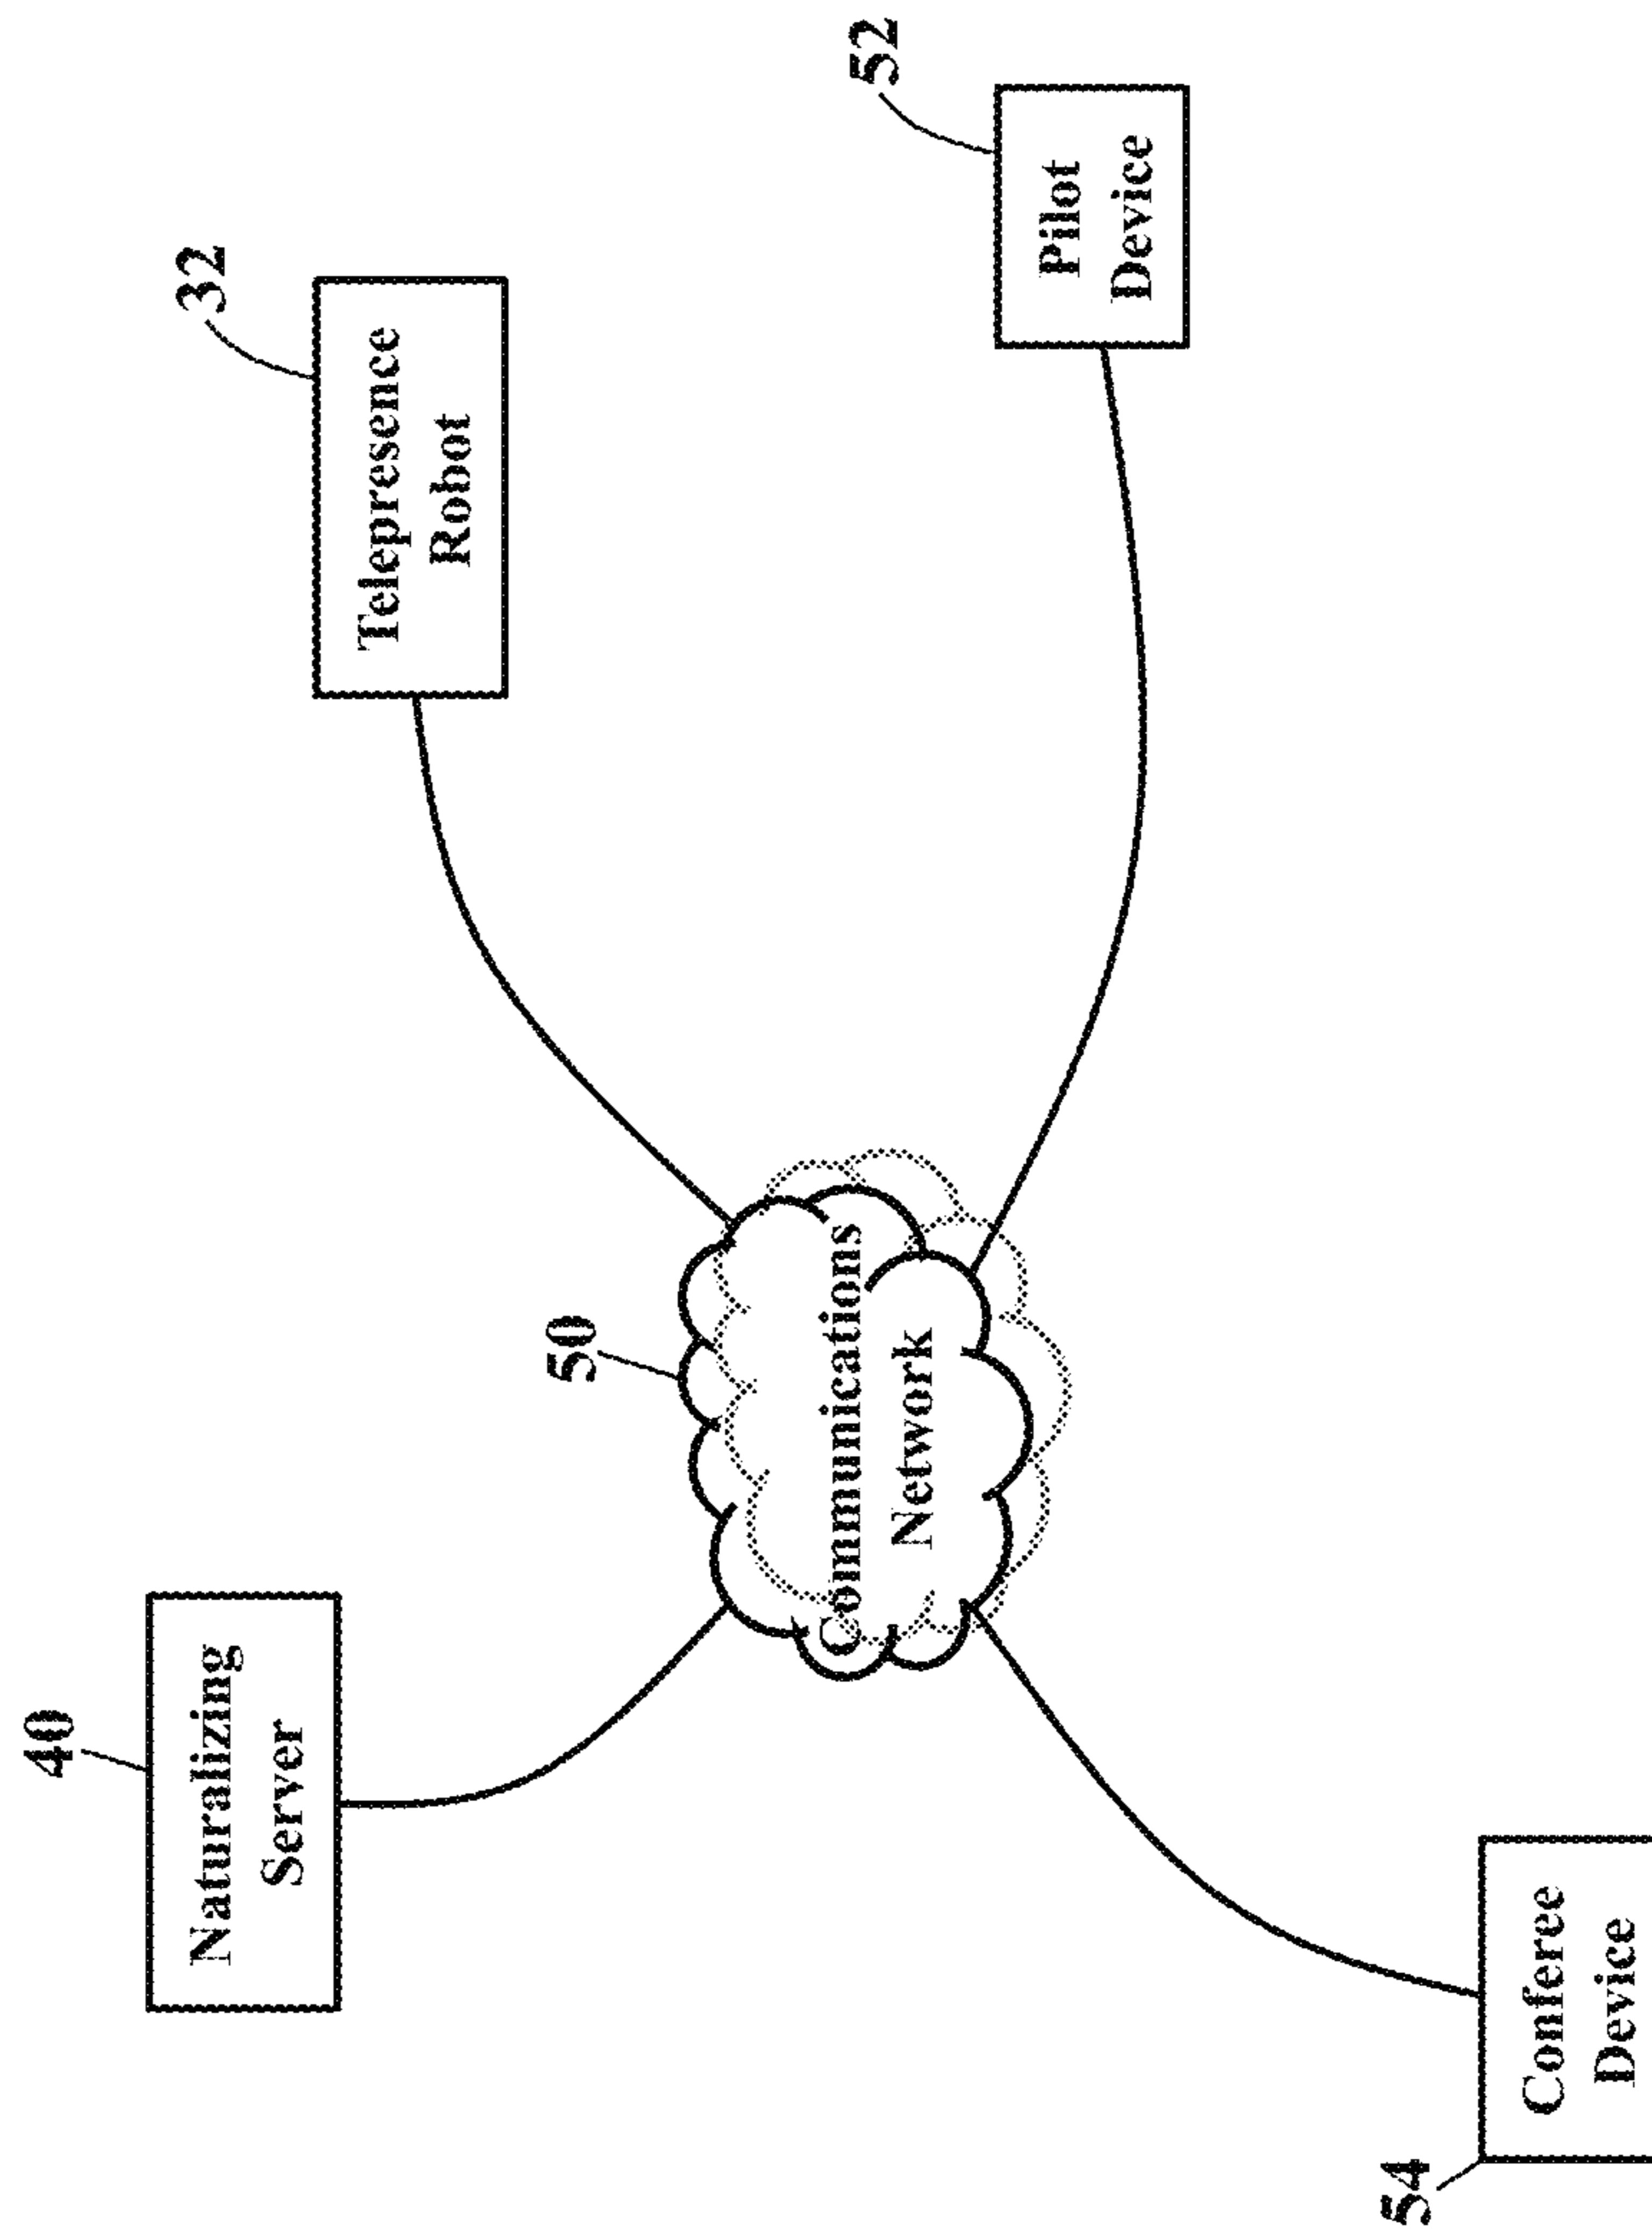 40
Naturalizing
Server
32
Telepresence
Robot
50
Communications
Network
52
Pilot
Device
54
Conferee
Device